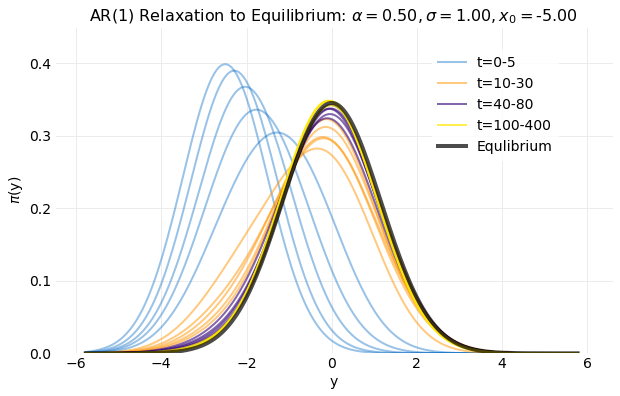 AR(1) Relaxation to Equilibrium: α = 0.50, σ = 1.00, x₀ = -5.00
π(y)
0.4
0.3
0.2
0.1
0.0
−6 −4 −2 0 2 4 6
y
t=0-5
t=10-30
t=40-80
t=100-400
Equlibrium